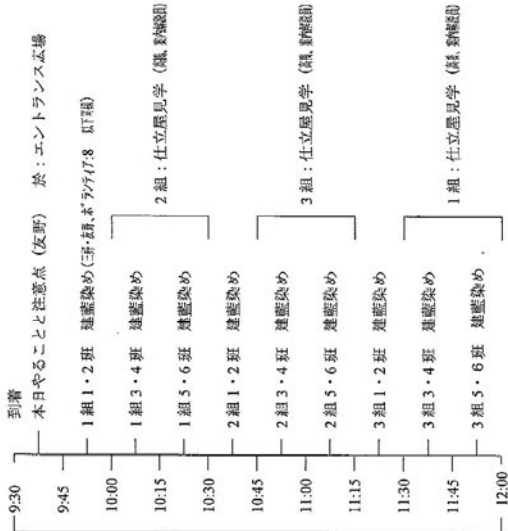 9:30
到着
本日やることと注意点（友野）　於：エントランス広場
9:45
1組1・2班　建藍染め
10:00
1組3・4班　建藍染め
10:15
1組5・6班　建藍染め
2組：仕立屋見学
10:30
2組1・2班　建藍染め
10:45
2組3・4班　建藍染め
11:00
2組5・6班　建藍染め
3組：仕立屋見学
11:15
3組1・2班　建藍染め
11:30
3組3・4班　建藍染め
11:45
3組5・6班　建藍染め
1組：仕立屋見学
12:00